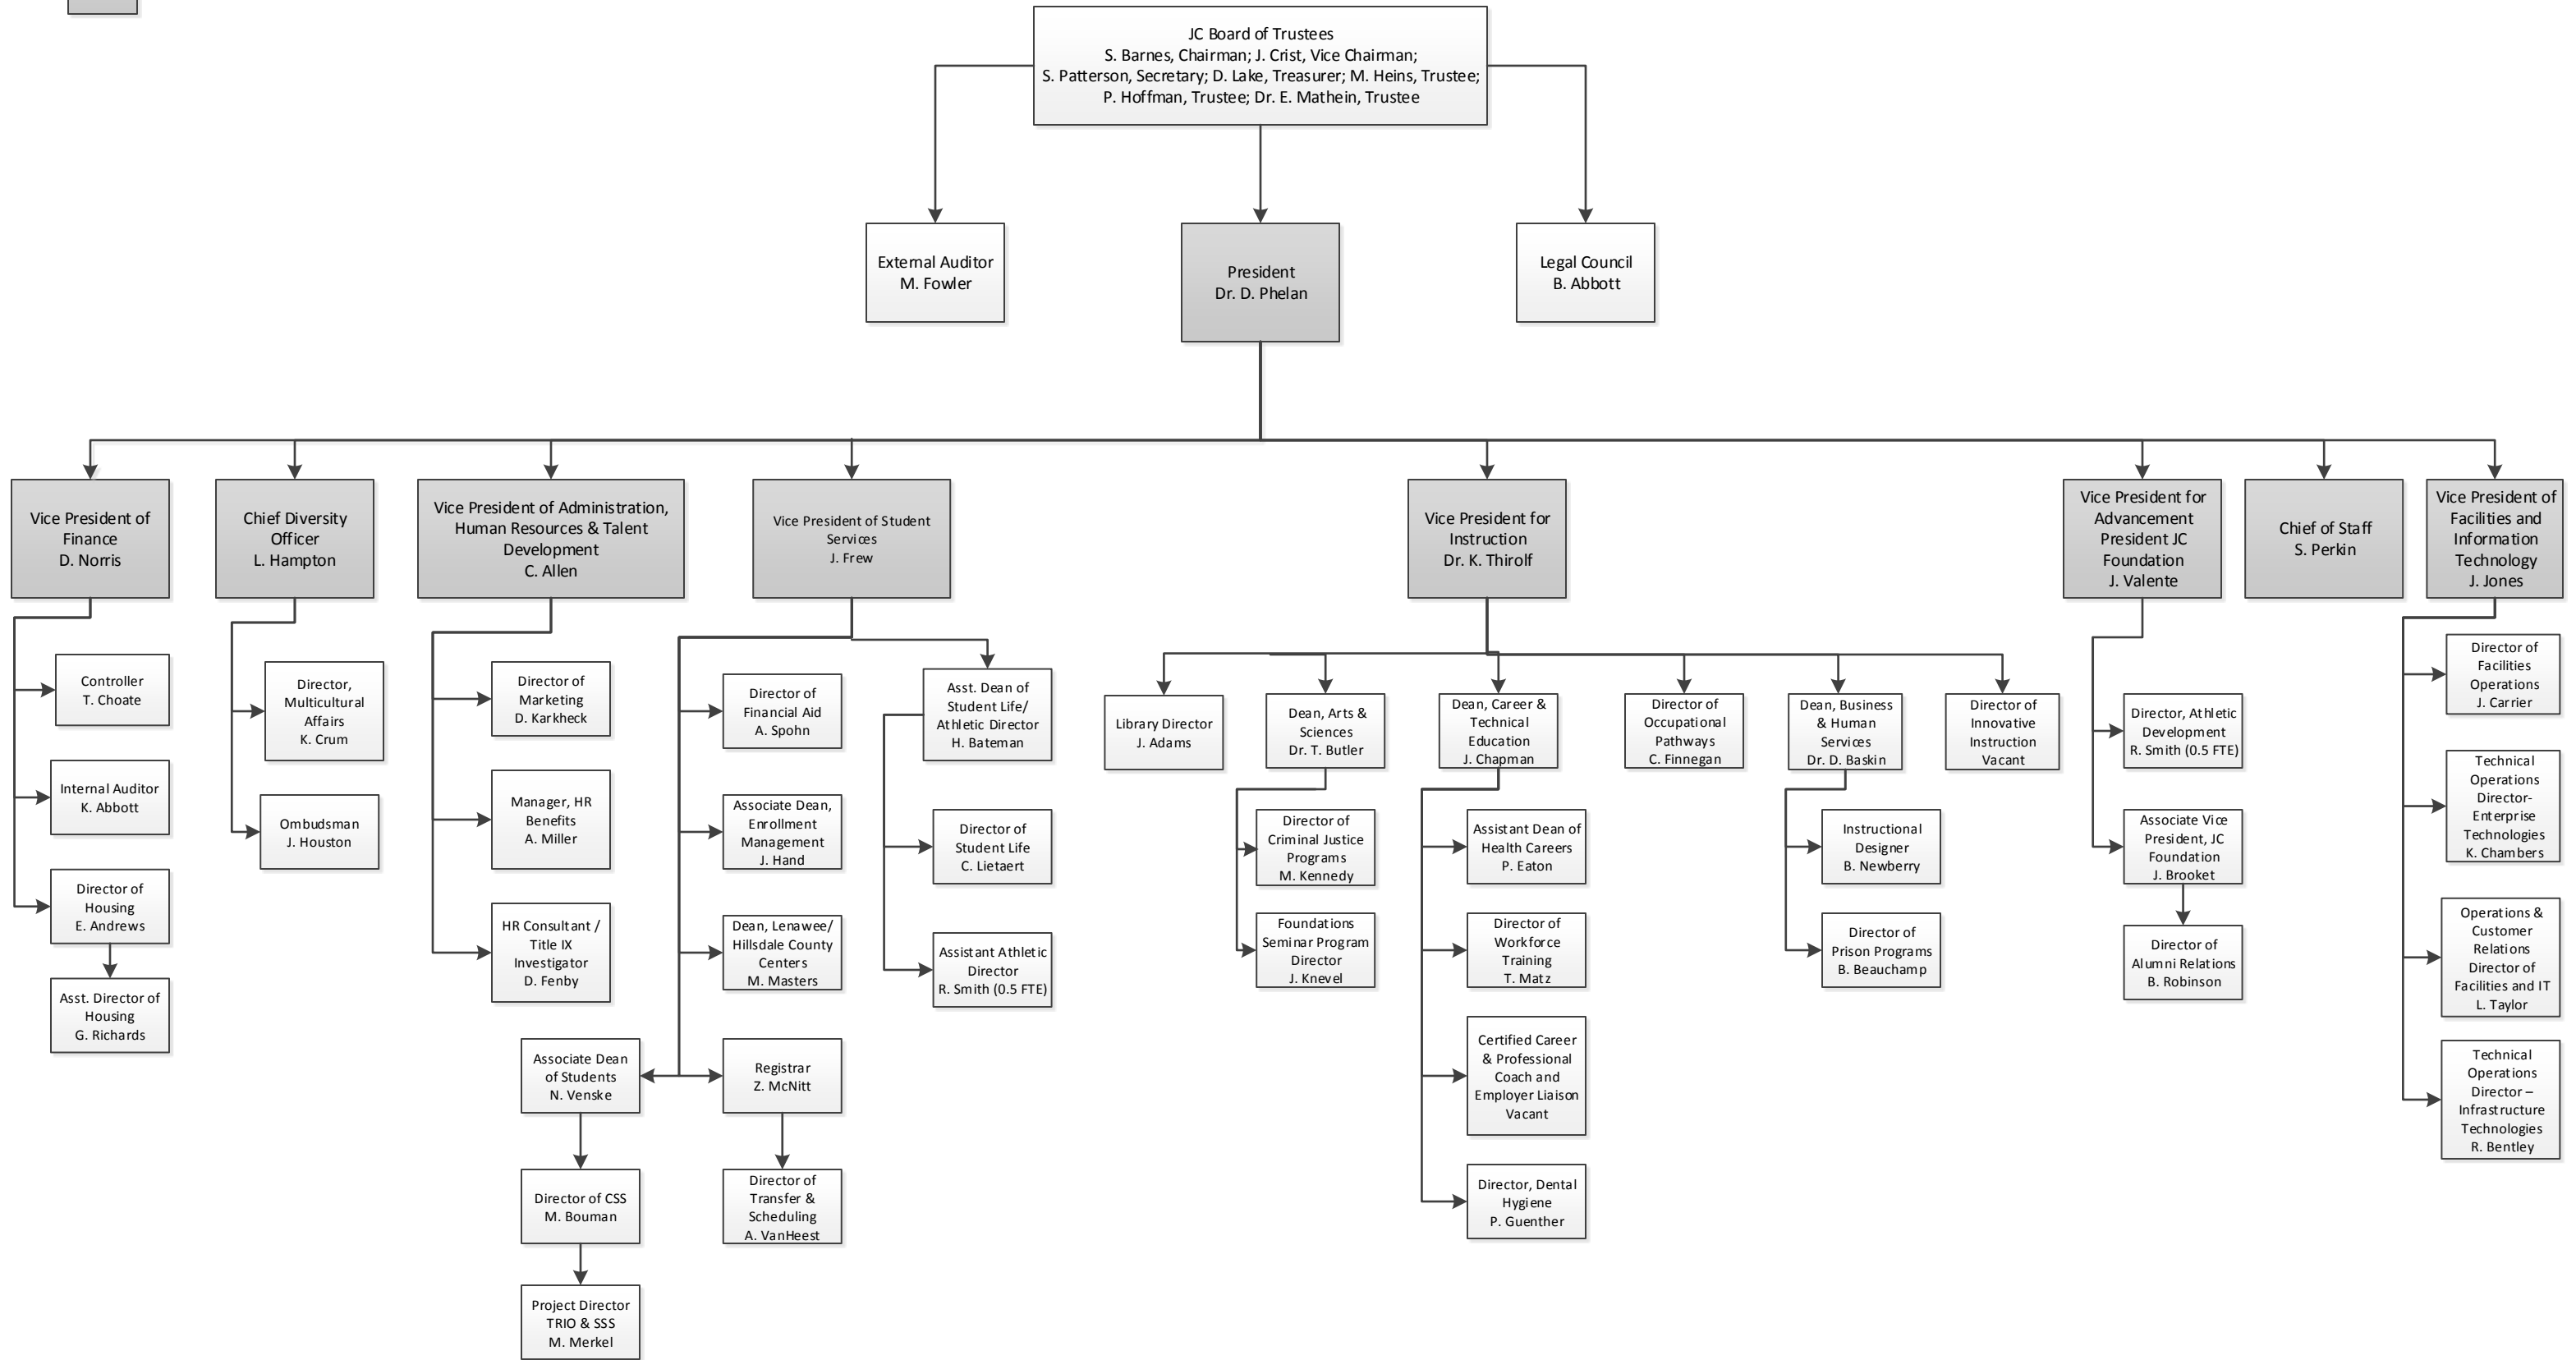 JC Board of Trustees
S. Barnes, Chairman; J. Crist, Vice Chairman;
S. Patterson, Secretary; D. Lake, Treasurer; M. Heins, Trustee;
P. Hoffman, Trustee; Dr. E. Mathein, Trustee
External Auditor
M. Fowler
President
Dr. D. Phelan
Legal Council
B. Abbott
Vice President of
Finance
D. Norris
Chief Diversity
Officer
L. Hampton
Vice President of Administration,
Human Resources & Talent
Development
C. Allen
Vice President of Student
Services
J. Frew
Vice President for
Instruction
Dr. K. Thirolf
Vice President for
Advancement
President JC
Foundation
J. Valente
Chief of Staff
S. Perkin
Vice President of
Facilities and
Information
Technology
J. Jones
Controller
T. Choate
Internal Auditor
K. Abbott
Director of
Housing
E. Andrews
Asst. Director of
Housing
G. Richards
Director,
Multicultural
Affairs
K. Crum
Ombudsman
J. Houston
Director of
Marketing
D. Karkheck
Manager, HR
Benefits
A. Miller
HR Consultant /
Title IX
Investigator
D. Fenby
Director of
Financial Aid
A. Spohn
Associate Dean,
Enrollment
Management
J. Hand
Dean, Lenawee/
Hillsdale County
Centers
M. Masters
Associate Dean
of Students
N. Venske
Registrar
Z. McNitt
Director of CSS
M. Bouman
Director of
Transfer &
Scheduling
A. VanHeest
Project Director
TRIO & SSS
M. Merkel
Asst. Dean of
Student Life/
Athletic Director
H. Bateman
Director of
Student Life
C. Lietaert
Assistant Athletic
Director
R. Smith (0.5 FTE)
Library Director
J. Adams
Dean, Arts &
Sciences
Dr. T. Butler
Director of
Criminal Justice
Programs
M. Kennedy
Foundations
Seminar Program
Director
J. Knevel
Dean, Career &
Technical
Education
J. Chapman
Assistant Dean of
Health Careers
P. Eaton
Director of
Workforce
Training
T. Matz
Certified Career
& Professional
Coach and
Employer Liaison
Vacant
Director, Dental
Hygiene
P. Guenther
Director of
Occupational
Pathways
C. Finnegan
Dean, Business
& Human
Services
Dr. D. Baskin
Instructional
Designer
B. Newberry
Director of
Prison Programs
B. Beauchamp
Director of
Innovative
Instruction
Vacant
Director, Athletic
Development
R. Smith (0.5 FTE)
Associate Vice
President, JC
Foundation
J. Brooket
Director of
Alumni Relations
B. Robinson
Director of
Facilities
Operations
J. Carrier
Technical
Operations
Director-
Enterprise
Technologies
K. Chambers
Operations &
Customer
Relations
Director of
Facilities and IT
L. Taylor
Technical
Operations
Director –
Infrastructure
Technologies
R. Bentley